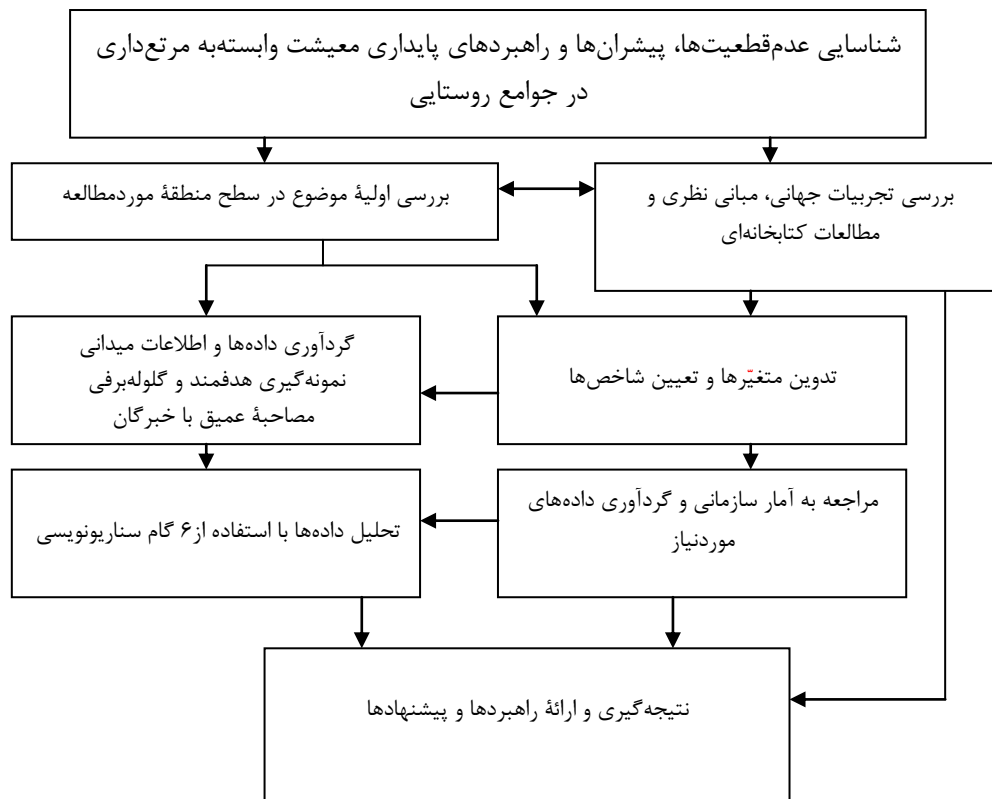 شناسایی عدم‌قطعیت‌ها، پیشران‌ها و راهبردهای پایداری معیشت وابسته‌به مرتع‌داری
در جوامع روستایی
بررسی تجربیات جهانی، مبانی نظری و
مطالعات کتابخانه‌ای
بررسی اولیهٔ موضوع در سطح منطقهٔ موردمطالعه
تدوین متغیّرها و تعیین شاخص‌ها
گردآوری داده‌ها و اطلاعات میدانی
نمونه‌گیری هدفمند و گلوله‌برفی
مصاحبهٔ عمیق با خبرگان
مراجعه به آمار سازمانی و گردآوری داده‌های
موردنیاز
تحلیل داده‌ها با استفاده از۶ گام سناریونویسی
نتیجه‌گیری و ارائهٔ راهبردها و پیشنهادها